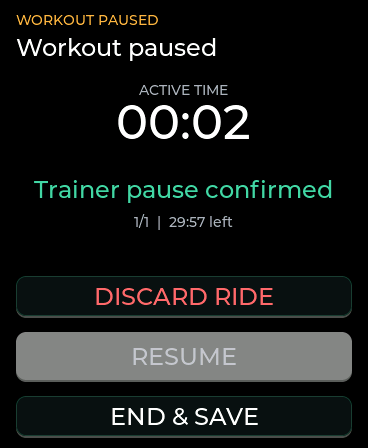 WORKOUT PAUSED
Workout paused
ACTIVE TIME
00:02
Trainer pause confirmed
1/1 | 29:57 left
DISCARD RIDE
RESUME
END & SAVE